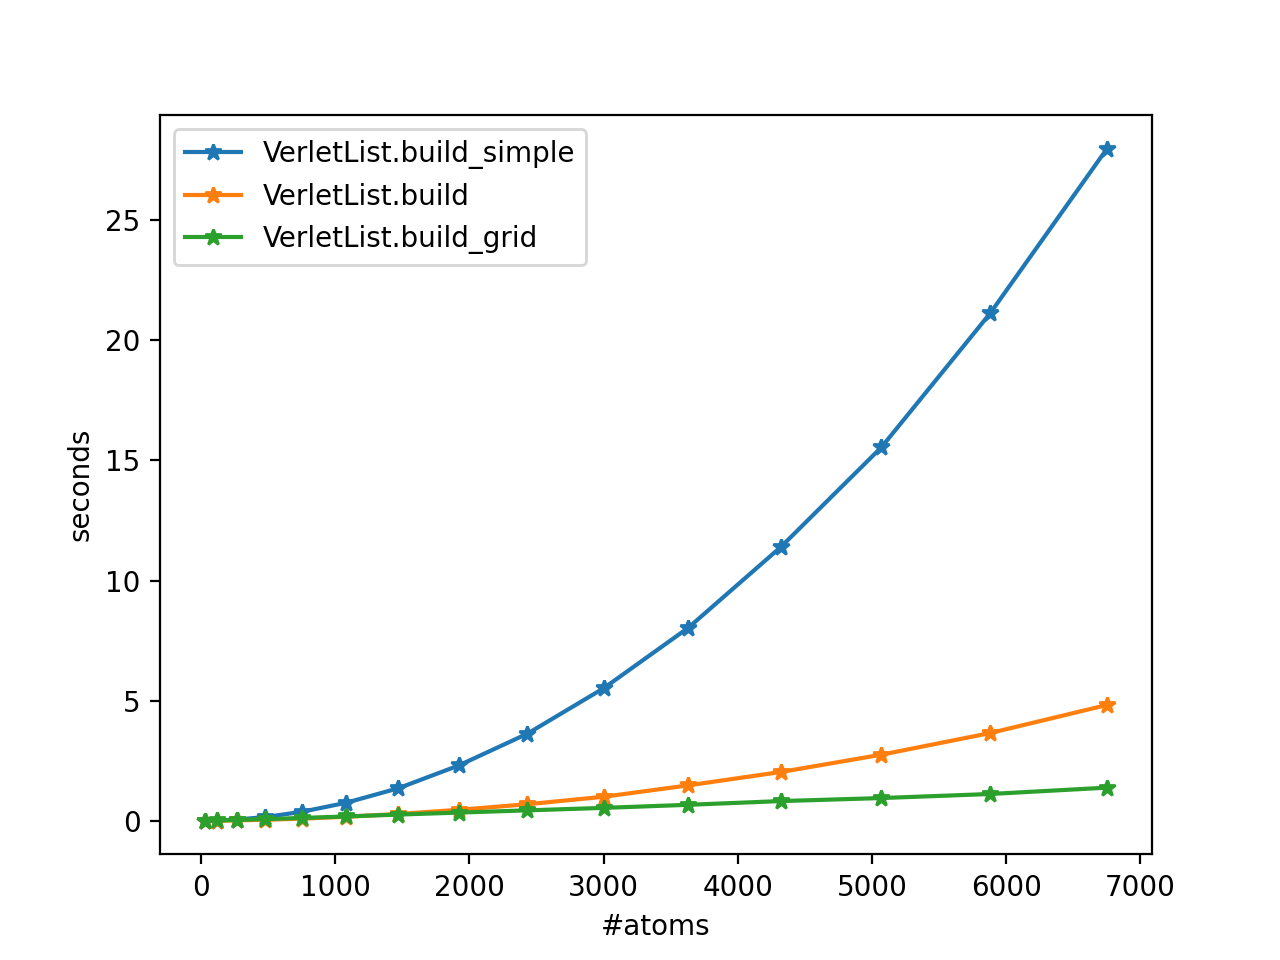 VerletList.build_simple
VerletList.build
VerletList.build_grid
25
20
15
10
5
0
seconds
0 1000 2000 3000 4000 5000 6000 7000
#atoms